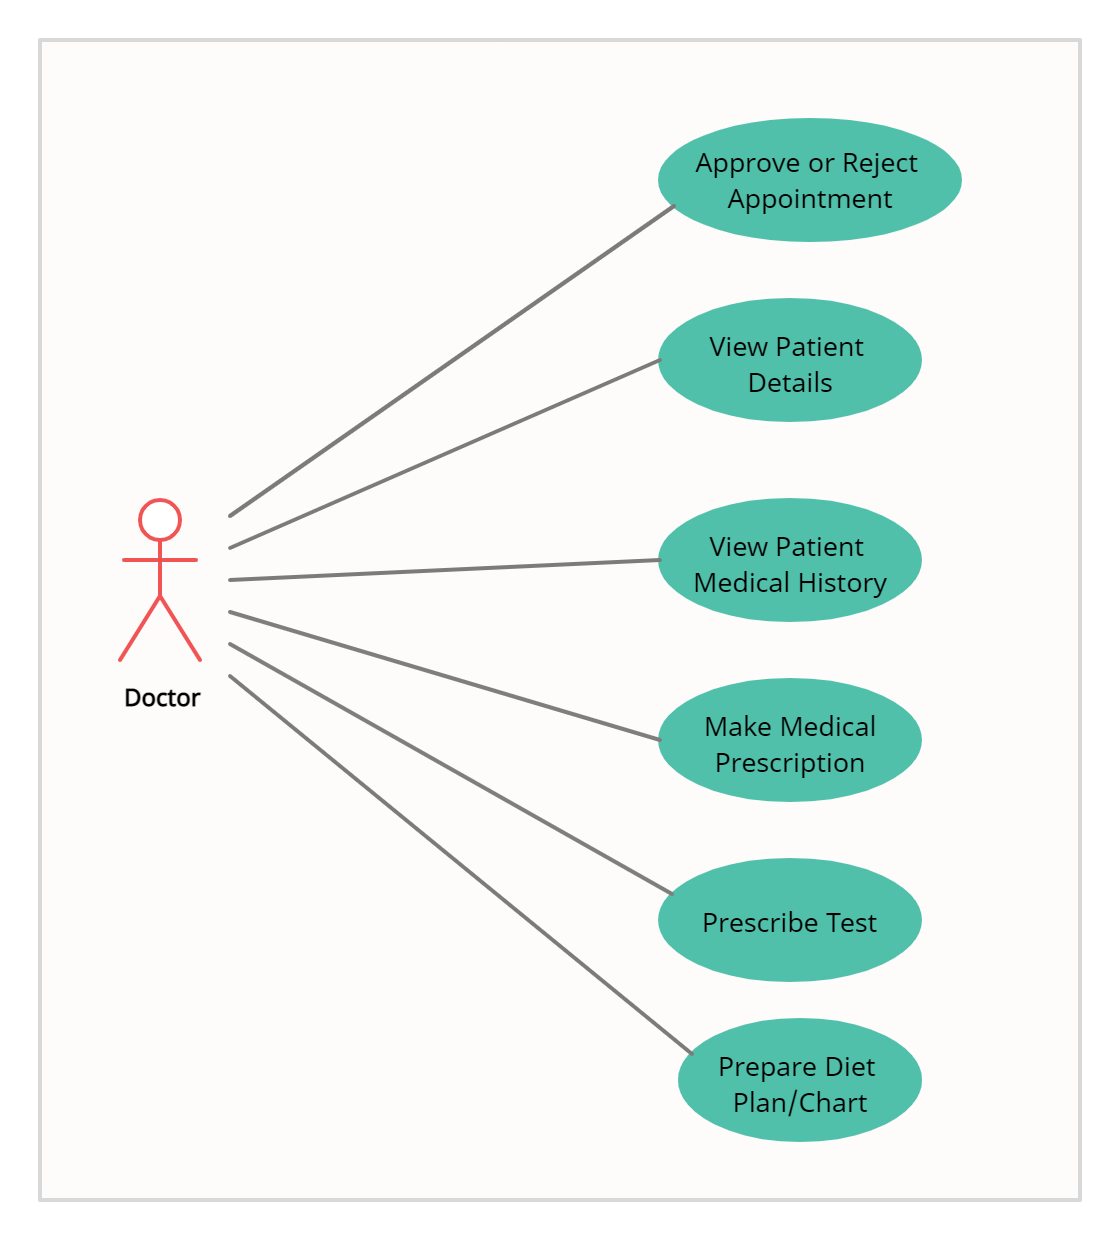 Approve or Reject
Appointment
View Patient
Details
View Patient
Medical History
Doctor
Make Medical
Prescription
Prescribe Test
Prepare Diet
Plan/Chart